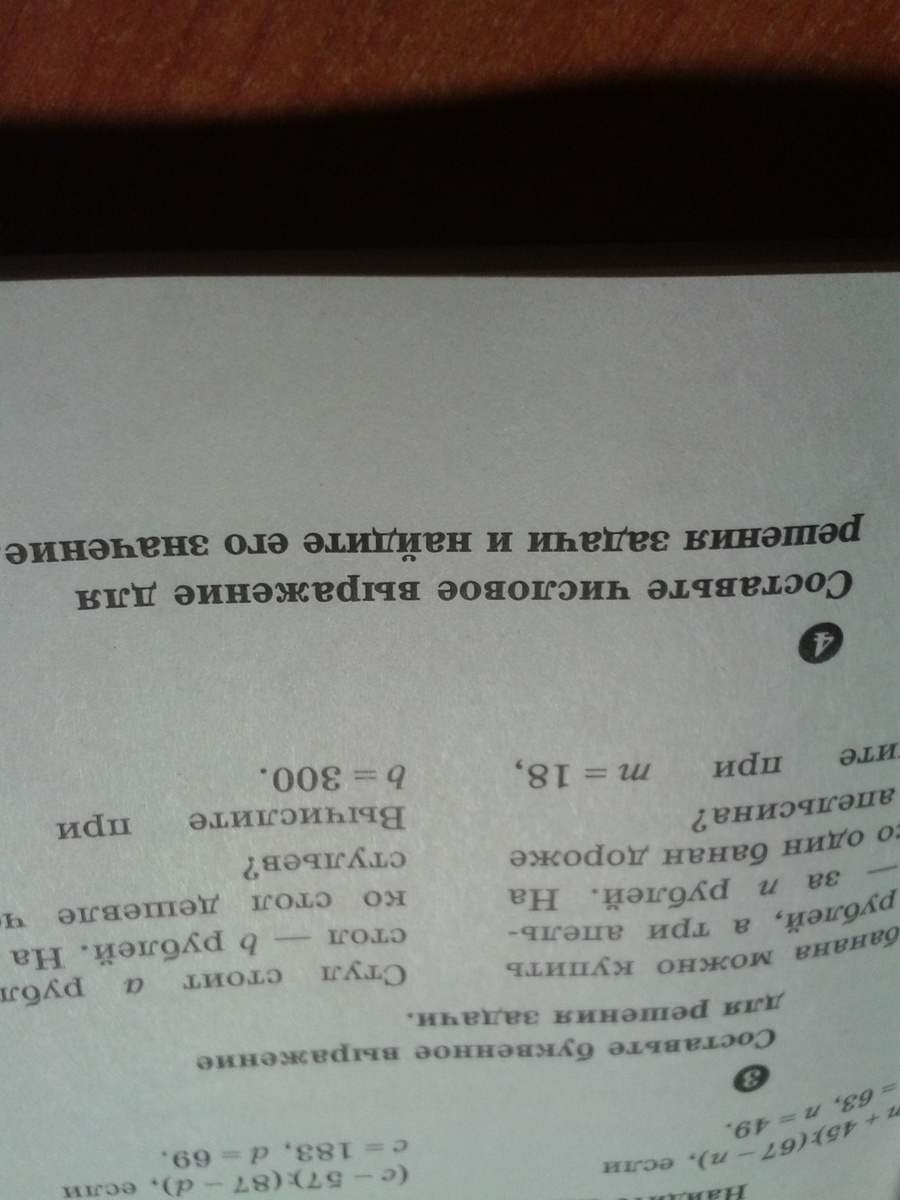 + 45):(67 – n), если
= 63, n = 49.
(c – 57):(87 – d), если
c = 183, d = 69.
3
Составьте буквенное выражение
для решения задачи.
банана можно купить
рублей, а три апель-
— за n рублей. На
один банан дороже
апельсина?
при m = 18,
Стул стоит a рубл
стол — b рублей. На
ко стол дешевле
стульев?
Вычислите при
b = 300.
4
Составьте числовое выражение для
решения задачи и найдите его значение.